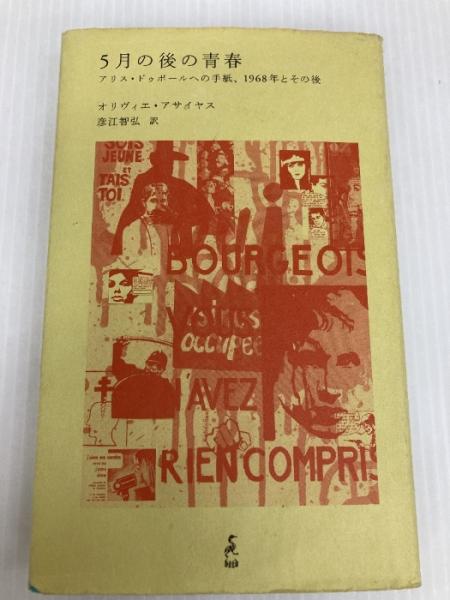 5月の後の青春
アリス・ドゥボールへの手紙、1968年とその後
オリヴィエ・アサイヤス
彦江智弘 訳
SOIS
JEUNE
ET
TAIS
TOI
BOURGEOIS
usines
occupées
AVEZ
RIEN COMPRIS